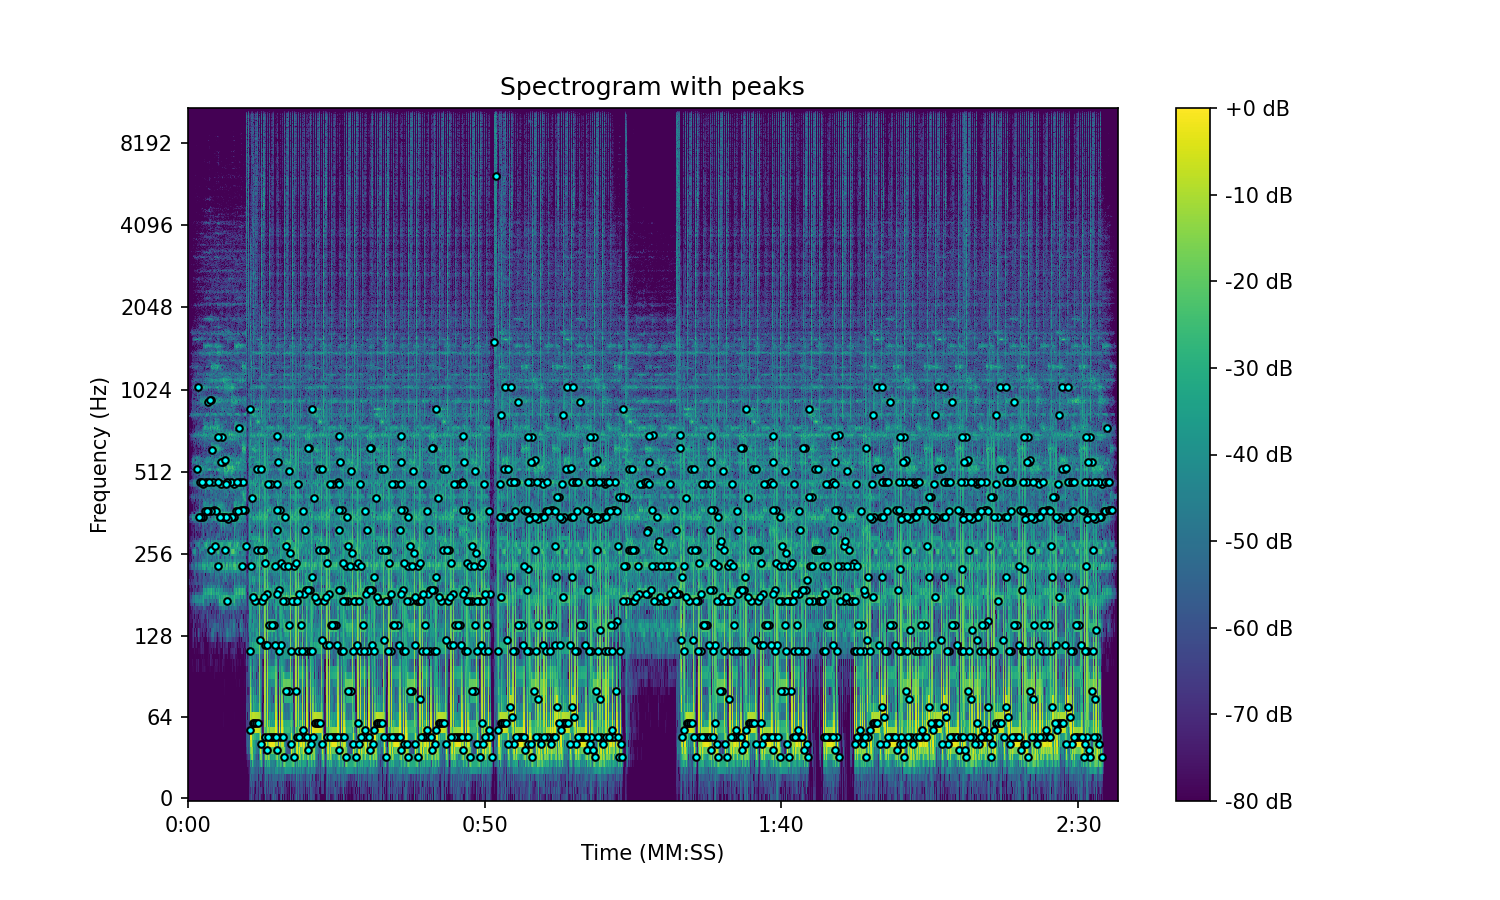 Spectrogram with peaks
8192
4096
2048
1024
512
256
128
64
0
Frequency (Hz)
0:00
0:50
1:40
2:30
Time (MM:SS)
+0 dB
-10 dB
-20 dB
-30 dB
-40 dB
-50 dB
-60 dB
-70 dB
-80 dB